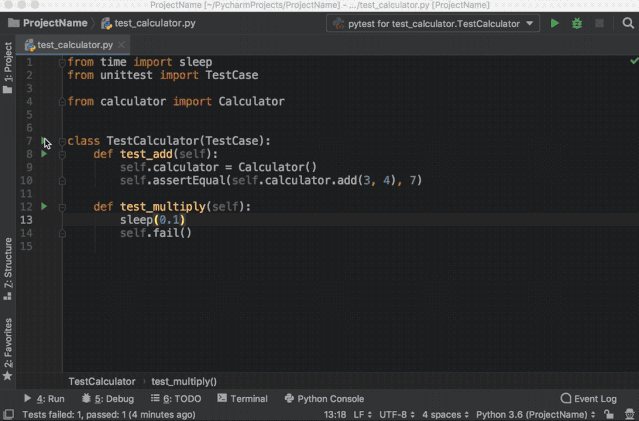 ProjectName [~/PycharmProjects/ProjectName] - .../test_calculator.py [ProjectName]
ProjectName test_calculator.py pytest for test_calculator.TestCalculator
test_calculator.py
1: Project
1 from time import sleep
2 from unittest import TestCase
3
4 from calculator import Calculator
5
6
7 class TestCalculator(TestCase):
8 def test_add(self):
9 self.calculator = Calculator()
10 self.assertEqual(self.calculator.add(3, 4), 7)
11
12 def test_multiply(self):
13 sleep(0.1)
14 self.fail()
15
7: Structure
2: Favorites
TestCalculator › test_multiply()
4: Run 5: Debug 6: TODO Terminal Python Console Event Log
Tests failed: 1, passed: 1 (4 minutes ago) 13:18 LF UTF-8 4 spaces Python 3.6 (ProjectName)